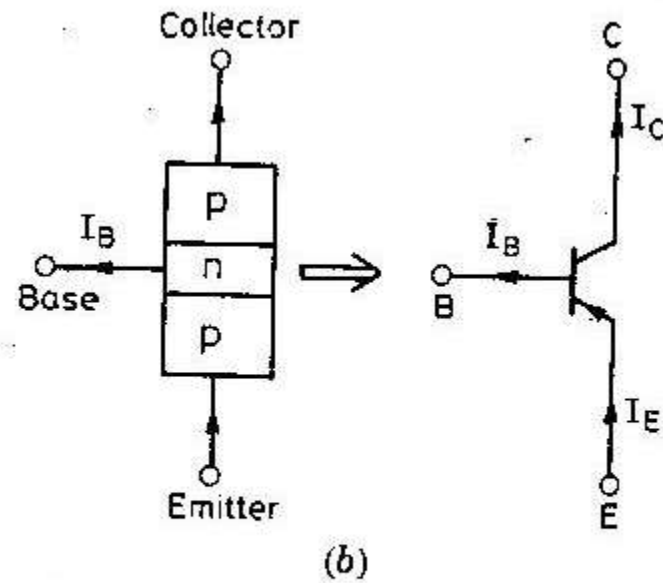 Collector
p
I_B
n
Base
p
Emitter
C
I_C
I_B
B
I_E
E
(b)